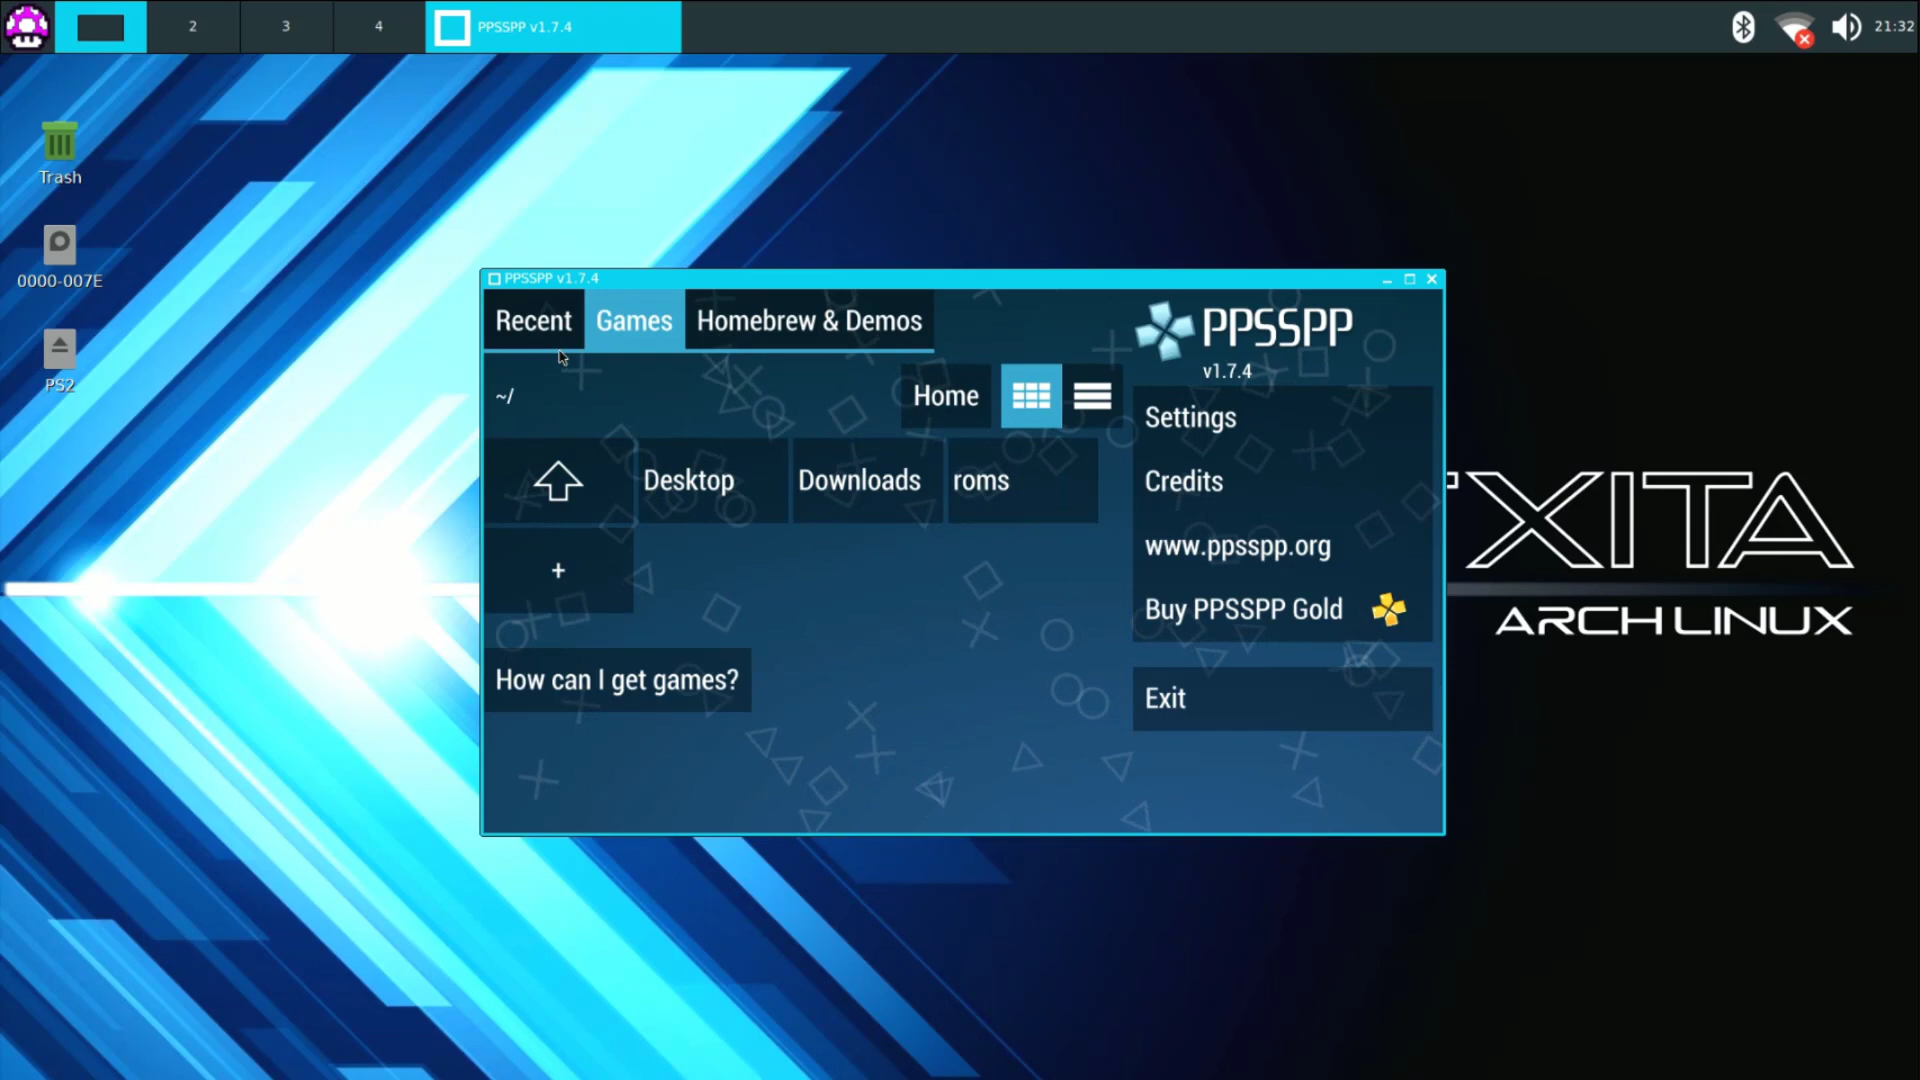 2
3
4
PPSSPP v1.7.4
21:32
Trash
0000-007E
PS2
PPSSPP v1.7.4
Recent
Games
Homebrew & Demos
PPSSPP
v1.7.4
~/
Home
Settings
Desktop
Downloads
roms
Credits
www.ppsspp.org
+
Buy PPSSPP Gold
How can I get games?
Exit
XITA
ARCH LINUX